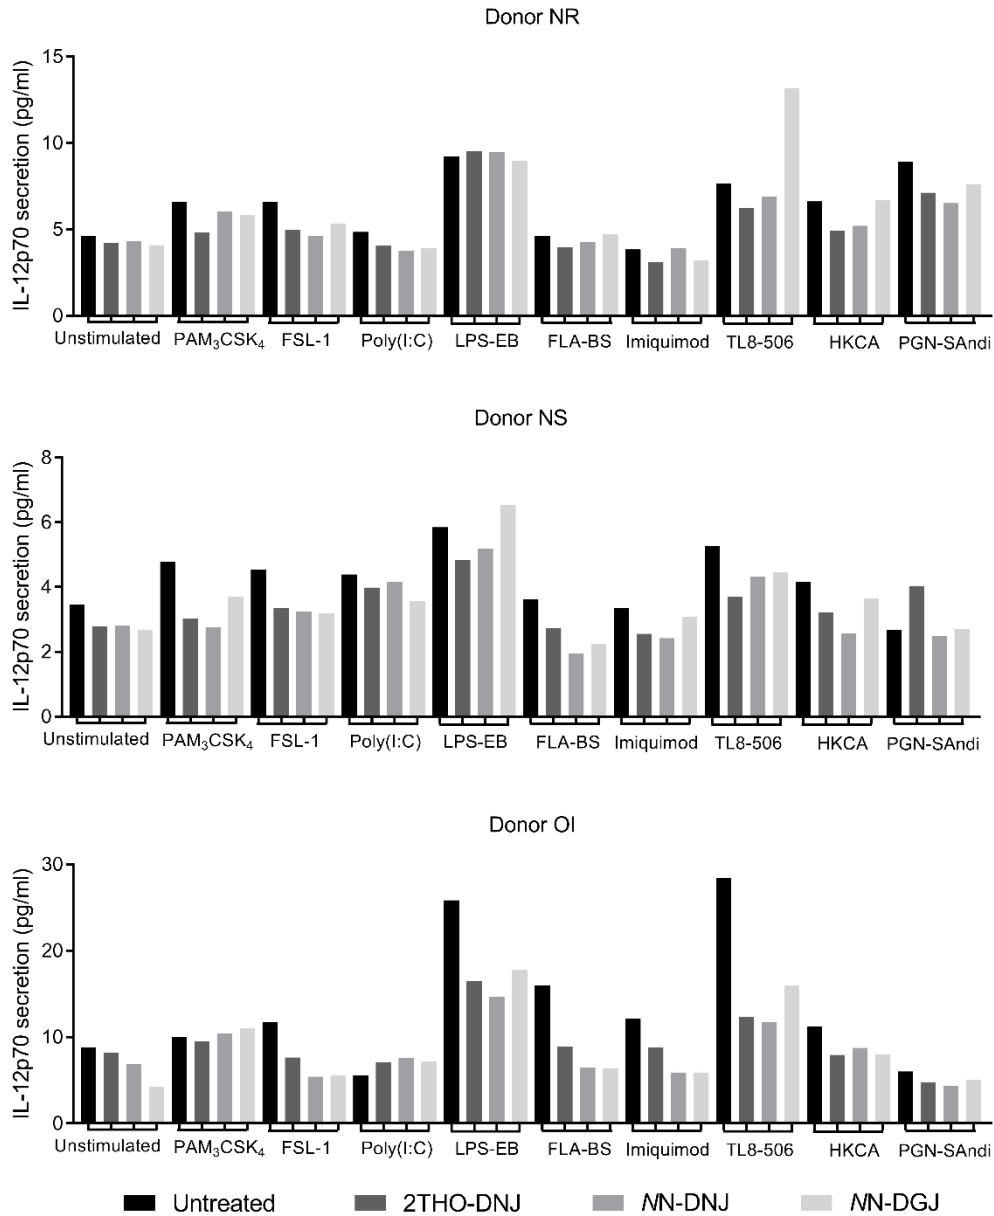 Donor NR
IL-12p70 secretion (pg/ml)
15
10
5
0
Unstimulated PAM₃CSK₄ FSL-1 Poly(I:C) LPS-EB FLA-BS Imiquimod TL8-506 HKCA PGN-SAndi
Donor NS
IL-12p70 secretion (pg/ml)
8
6
4
2
0
Unstimulated PAM₃CSK₄ FSL-1 Poly(I:C) LPS-EB FLA-BS Imiquimod TL8-506 HKCA PGN-SAndi
Donor OI
IL-12p70 secretion (pg/ml)
30
20
10
0
Unstimulated PAM₃CSK₄ FSL-1 Poly(I:C) LPS-EB FLA-BS Imiquimod TL8-506 HKCA PGN-SAndi
Untreated 2THO-DNJ NN-DNJ NN-DGJ